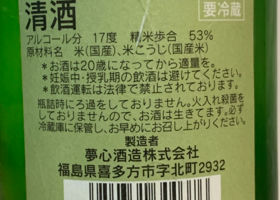 要冷蔵
清酒
アルコール分 17度 精米歩合 53%
原材料名 米(国産)、米こうじ(国産米)
*お酒は20歳になってから適量を。
*妊娠中・授乳期の飲酒は避けてください。
*飲酒運転は法律で禁止されております。
瓶詰時にろ過をしておりません。火入れ殺菌を
しておりませんので、お酒は生きてます。必ず
冷蔵庫に保管し、お早めにお召し上がりください。
製造者
夢心酒造株式会社
福島県喜多方市字北町2932